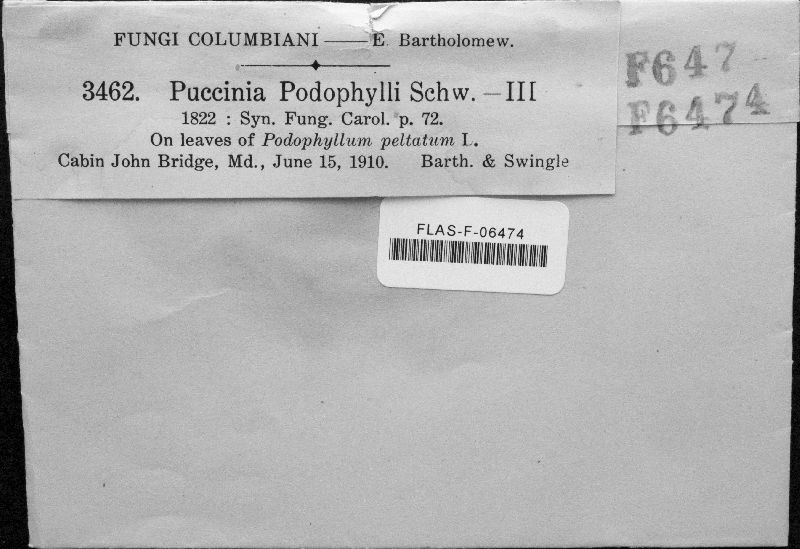 FUNGI COLUMBIANI — E. Bartholomew.
3462. Puccinia Podophylli Schw. — III
1822 : Syn. Fung. Carol. p. 72.
On leaves of Podophyllum peltatum L.
Cabin John Bridge, Md., June 15, 1910. Barth. & Swingle
F647
F6474
FLAS-F-06474